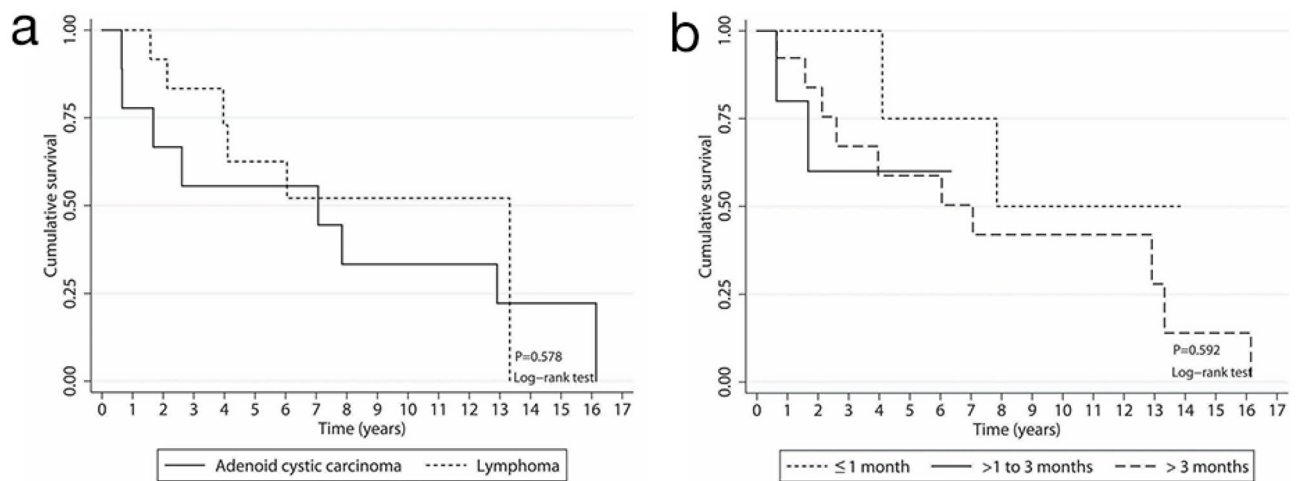 a
Cumulative survival
1.00
0.75
0.50
0.25
0.00
P=0.578
Log-rank test
0 1 2 3 4 5 6 7 8 9 10 11 12 13 14 15 16 17
Time (years)
Adenoid cystic carcinoma Lymphoma
b
Cumulative survival
1.00
0.75
0.50
0.25
0.00
P=0.592
Log-rank test
0 1 2 3 4 5 6 7 8 9 10 11 12 13 14 15 16 17
Time (years)
≤ 1 month >1 to 3 months > 3 months